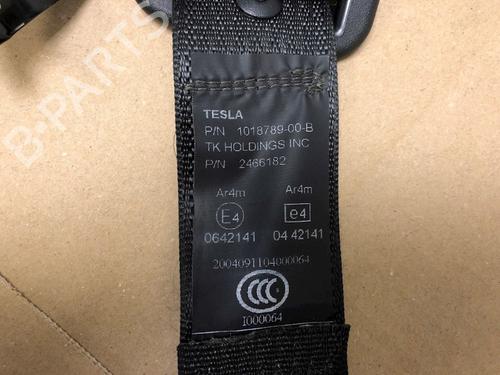 B-PARTS
TESLA
P/N 1018789-00-B
TK HOLDINGS INC
P/N 2466182
Ar4m Ar4m
E4 e4
0642141 04 42141
2004091104000064
CCC
I000064